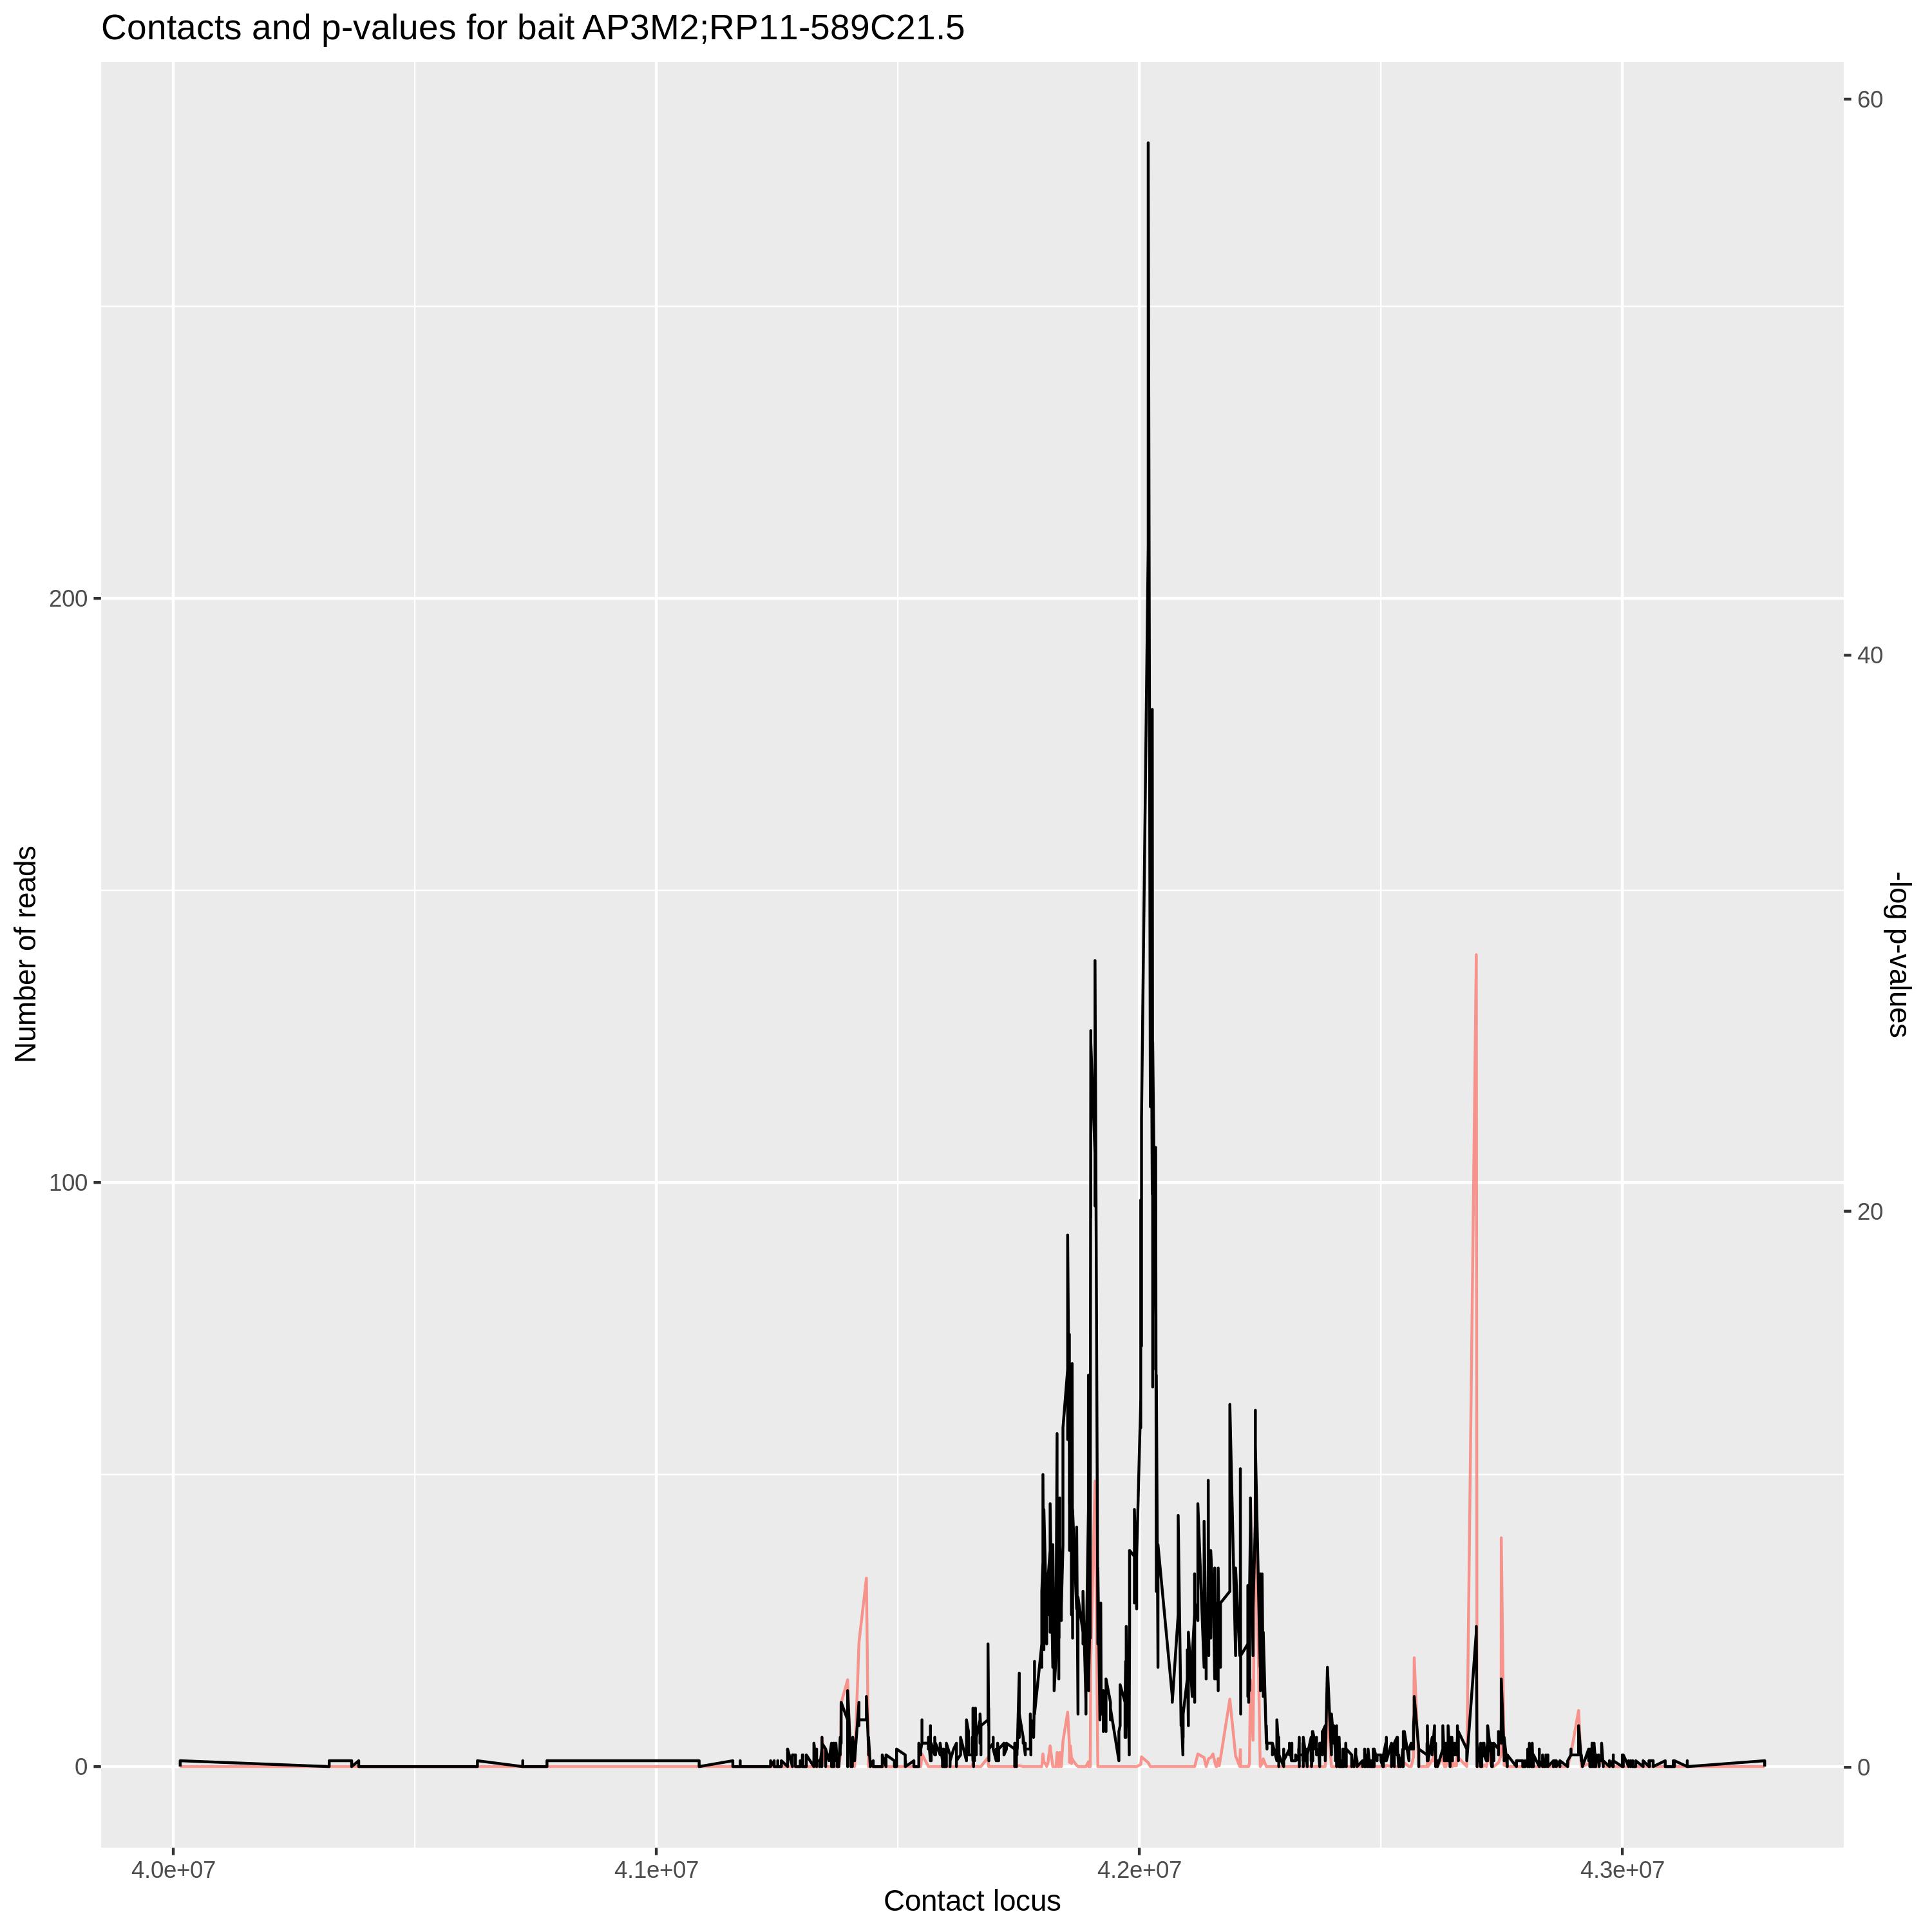 Contacts and p-values for bait AP3M2;RP11-589C21.5
Number of reads
200
100
0
60
40
20
0
-log p-values
4.0e+07 4.1e+07 4.2e+07 4.3e+07
Contact locus